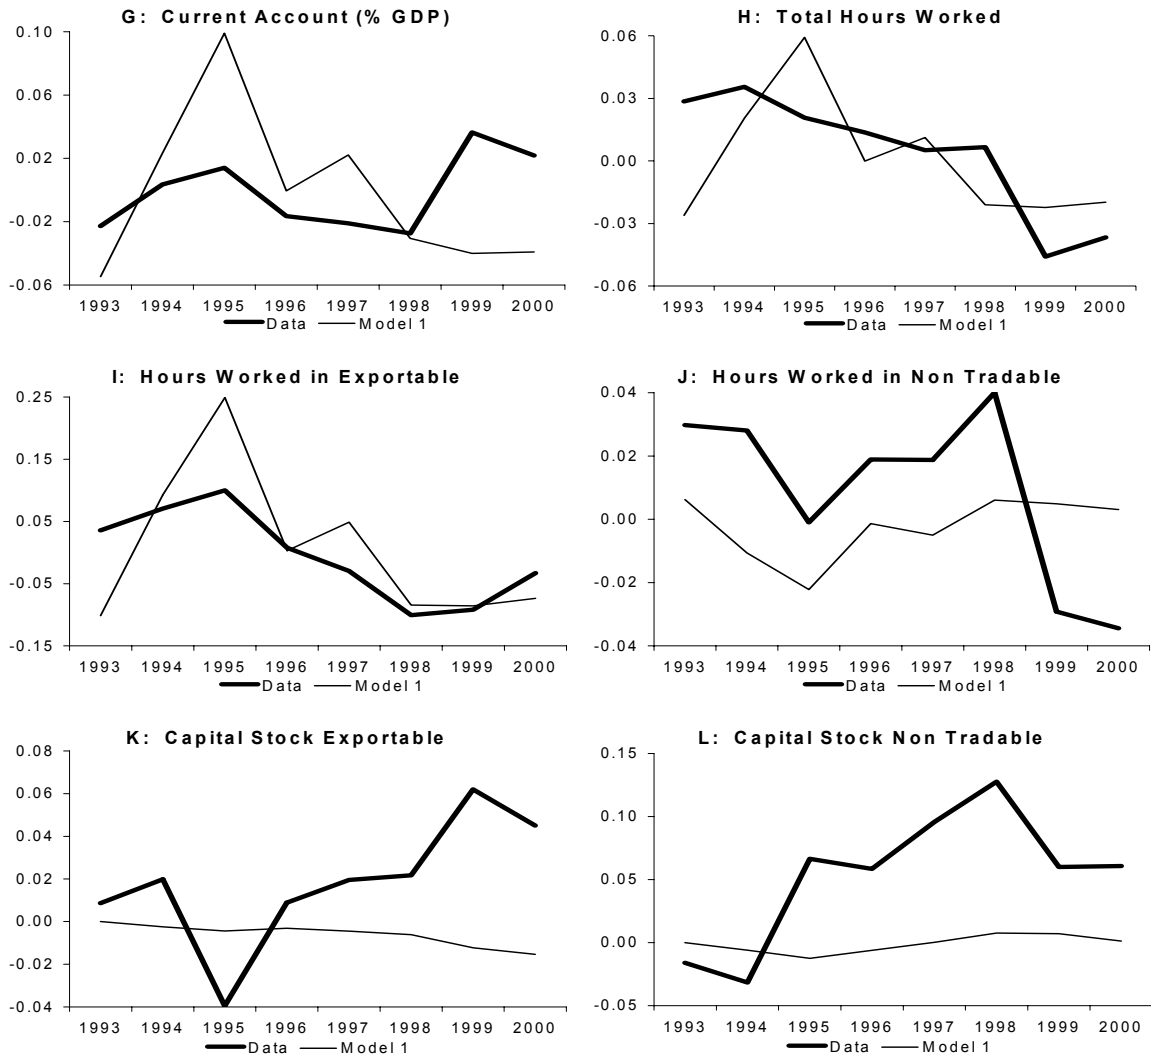 G: Current Account (% GDP)
0.10
0.06
0.02
-0.02
-0.06
1993 1994 1995 1996 1997 1998 1999 2000
Data Model 1
H: Total Hours Worked
0.06
0.03
0.00
-0.03
-0.06
1993 1994 1995 1996 1997 1998 1999 2000
Data Model 1
I: Hours Worked in Exportable
0.25
0.15
0.05
-0.05
-0.15
1993 1994 1995 1996 1997 1998 1999 2000
Data Model 1
J: Hours Worked in Non Tradable
0.04
0.02
0.00
-0.02
-0.04
1993 1994 1995 1996 1997 1998 1999 2000
Data Model 1
K: Capital Stock Exportable
0.08
0.06
0.04
0.02
0.00
-0.02
-0.04
1993 1994 1995 1996 1997 1998 1999 2000
Data Model 1
L: Capital Stock Non Tradable
0.15
0.10
0.05
0.00
-0.05
1993 1994 1995 1996 1997 1998 1999 2000
Data Model 1